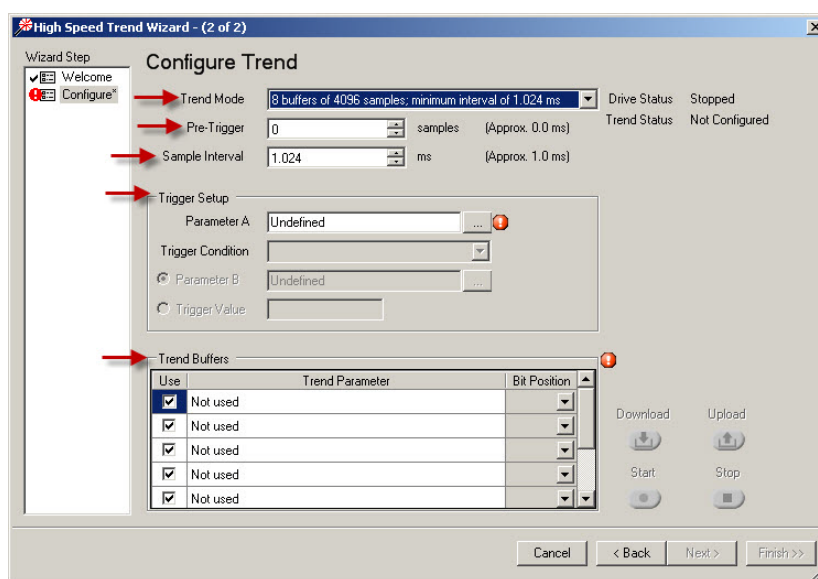 High Speed Trend Wizard - (2 of 2)
Wizard Step
Welcome
Configure*
Configure Trend
Trend Mode 8 buffers of 4096 samples; minimum interval of 1.024 ms Drive Status Stopped
Pre-Trigger 0 samples (Approx. 0.0 ms) Trend Status Not Configured
Sample Interval 1.024 ms (Approx. 1.0 ms)
Trigger Setup
Parameter A Undefined ...
Trigger Condition
Parameter B Undefined ...
Trigger Value
Trend Buffers
Use Trend Parameter Bit Position
Not used
Not used
Not used
Not used
Not used
Download Upload
Start Stop
Cancel < Back Next > Finish >>